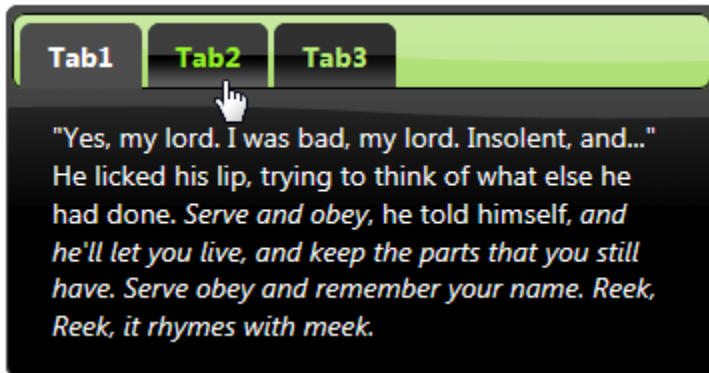 Tab1 Tab2 Tab3
"Yes, my lord. I was bad, my lord. Insolent, and..."
He licked his lip, trying to think of what else he
had done. Serve and obey, he told himself, and
he'll let you live, and keep the parts that you still
have. Serve obey and remember your name. Reek,
Reek, it rhymes with meek.